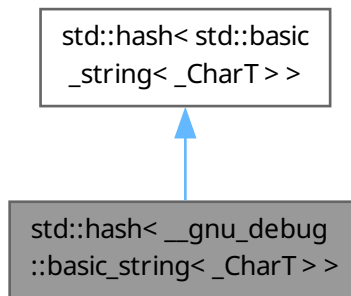 std::hash< std::basic
_string< _CharT > >
std::hash< __gnu_debug
::basic_string< _CharT > >